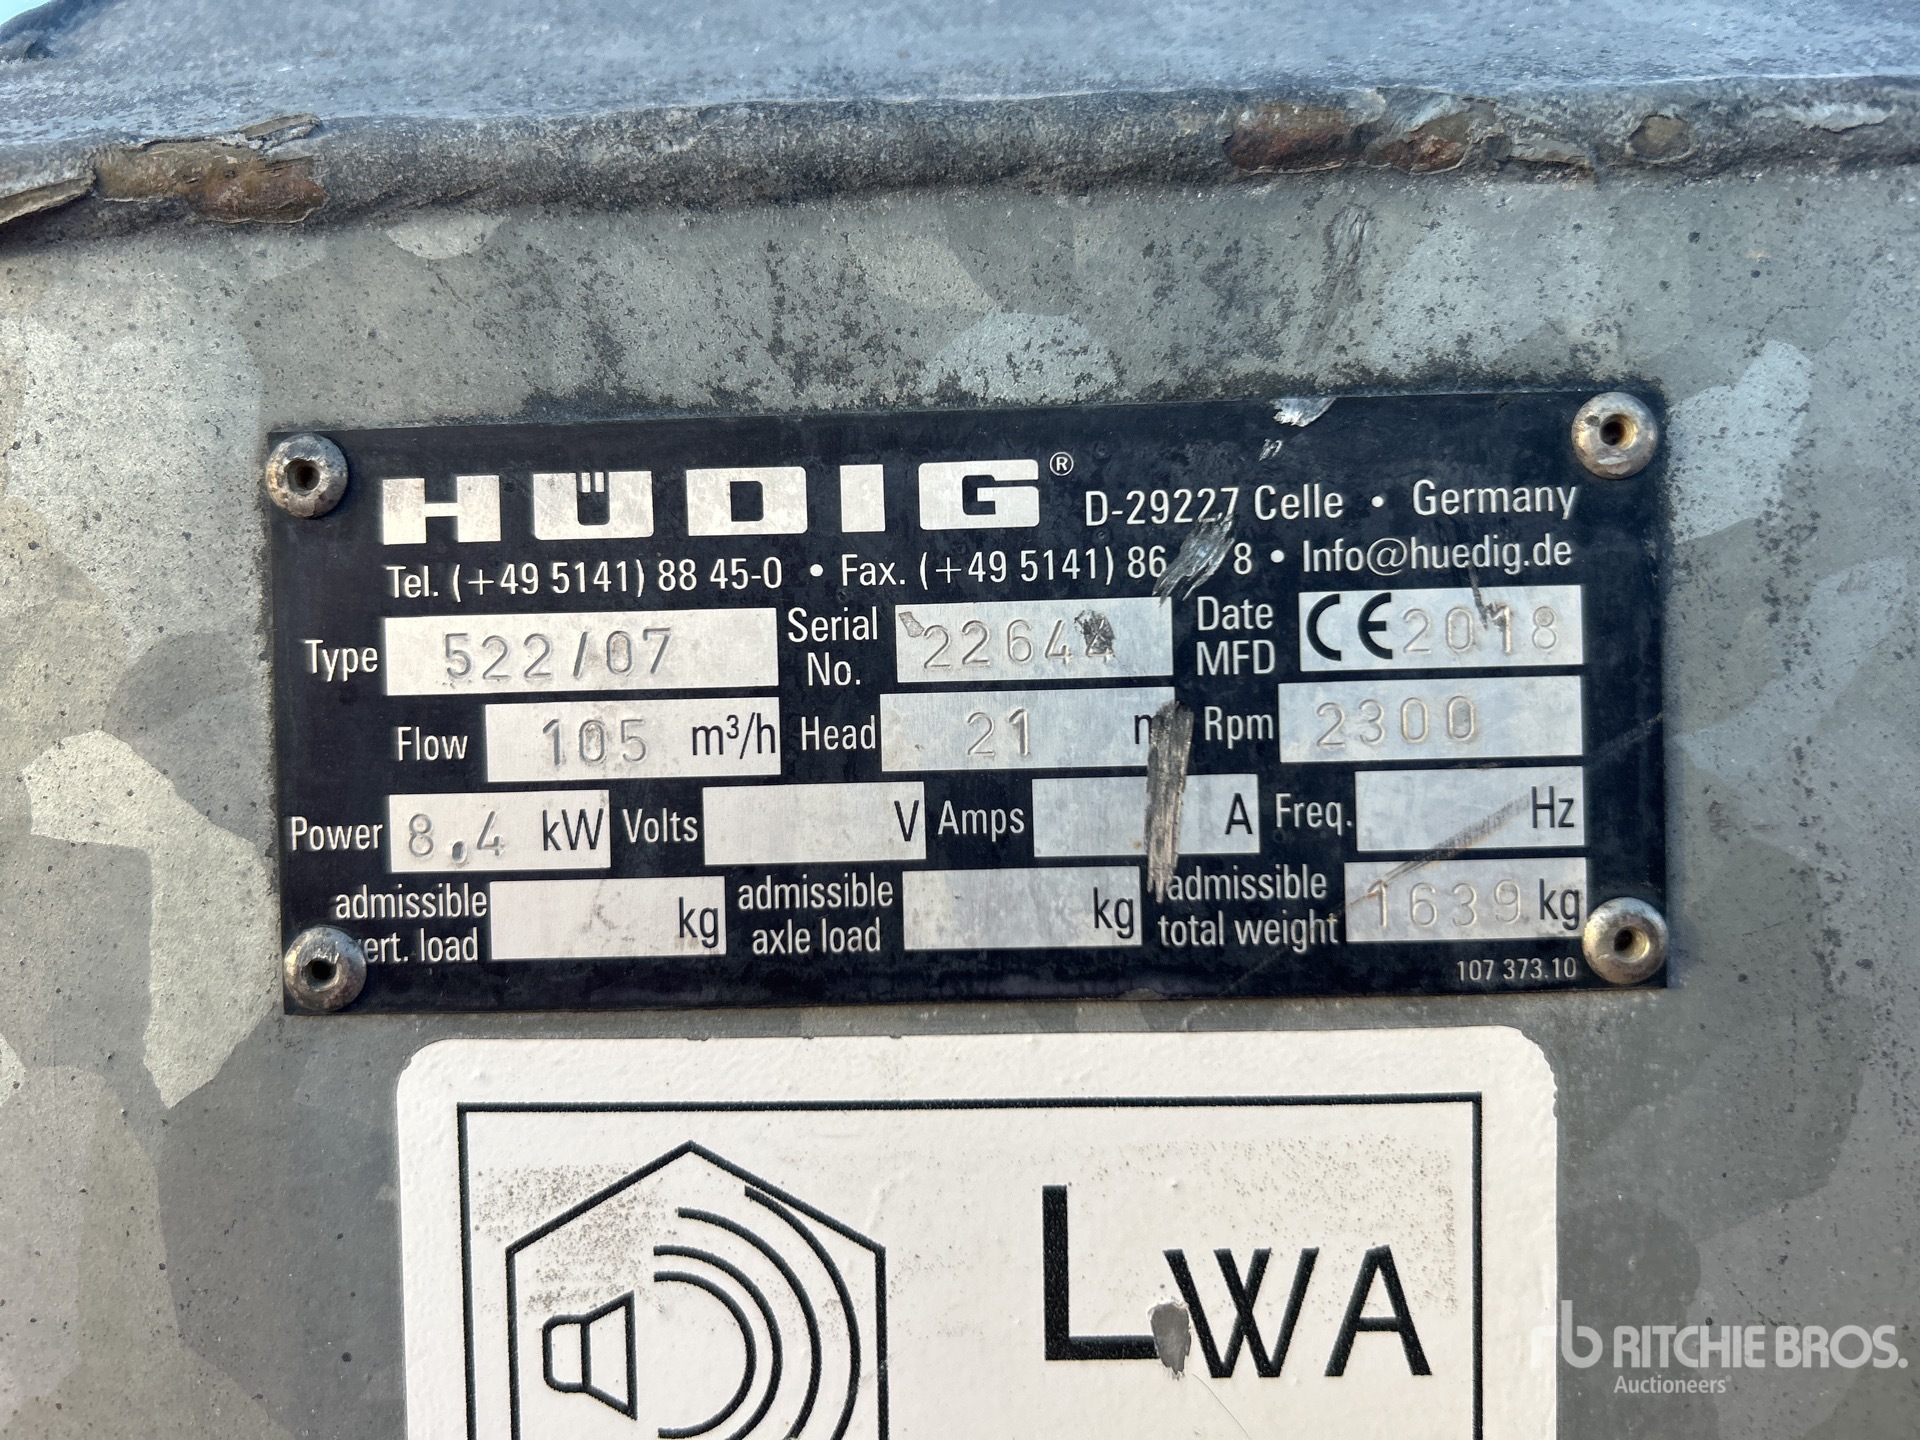 HÜDIG® D-29227 Celle • Germany
Tel. (+49 5141) 88 45-0 • Fax. (+49 5141) 86 8 • Info@huedig.de
Type 522/07 Serial No. Date MFD CE 2018
Flow 105 m³/h Head 21 Rpm 2300
Power 8,4 kW Volts V Amps A Freq. Hz
admissible load kg admissible axle load kg admissible total weight 1639 kg
107 373.10
LWA
rb RITCHIE BROS.
Auctioneers